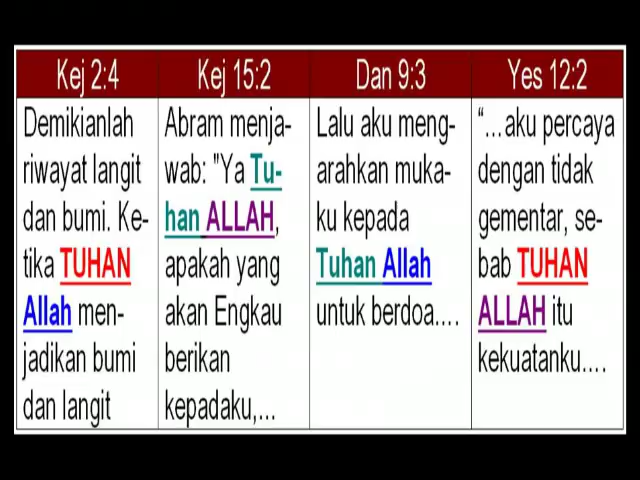 Kej 2:4
Demikianlah
riwayat langit
dan bumi. Ke-
tika TUHAN
Allah men-
jadikan bumi
dan langit
Kej 15:2
Abram menja-
wab: "Ya Tu-
han ALLAH,
apakah yang
akan Engkau
berikan
kepadaku,...
Dan 9:3
Lalu aku meng-
arahkan muka-
ku kepada
Tuhan Allah
untuk berdoa....
Yes 12:2
“...aku percaya
dengan tidak
gementar, se-
bab TUHAN
ALLAH itu
kekuatanku....